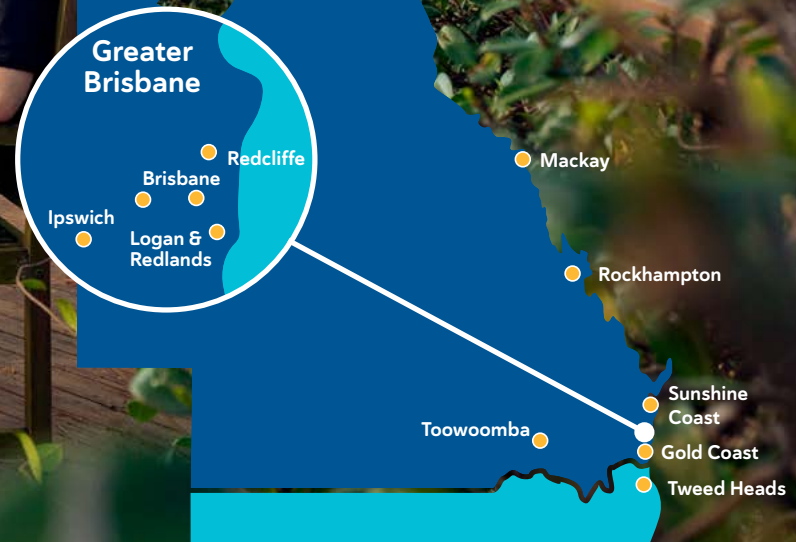 Greater
Brisbane
Redcliffe
Brisbane
Ipswich
Logan &
Redlands
Mackay
Rockhampton
Sunshine
Coast
Toowoomba
Gold Coast
Tweed Heads